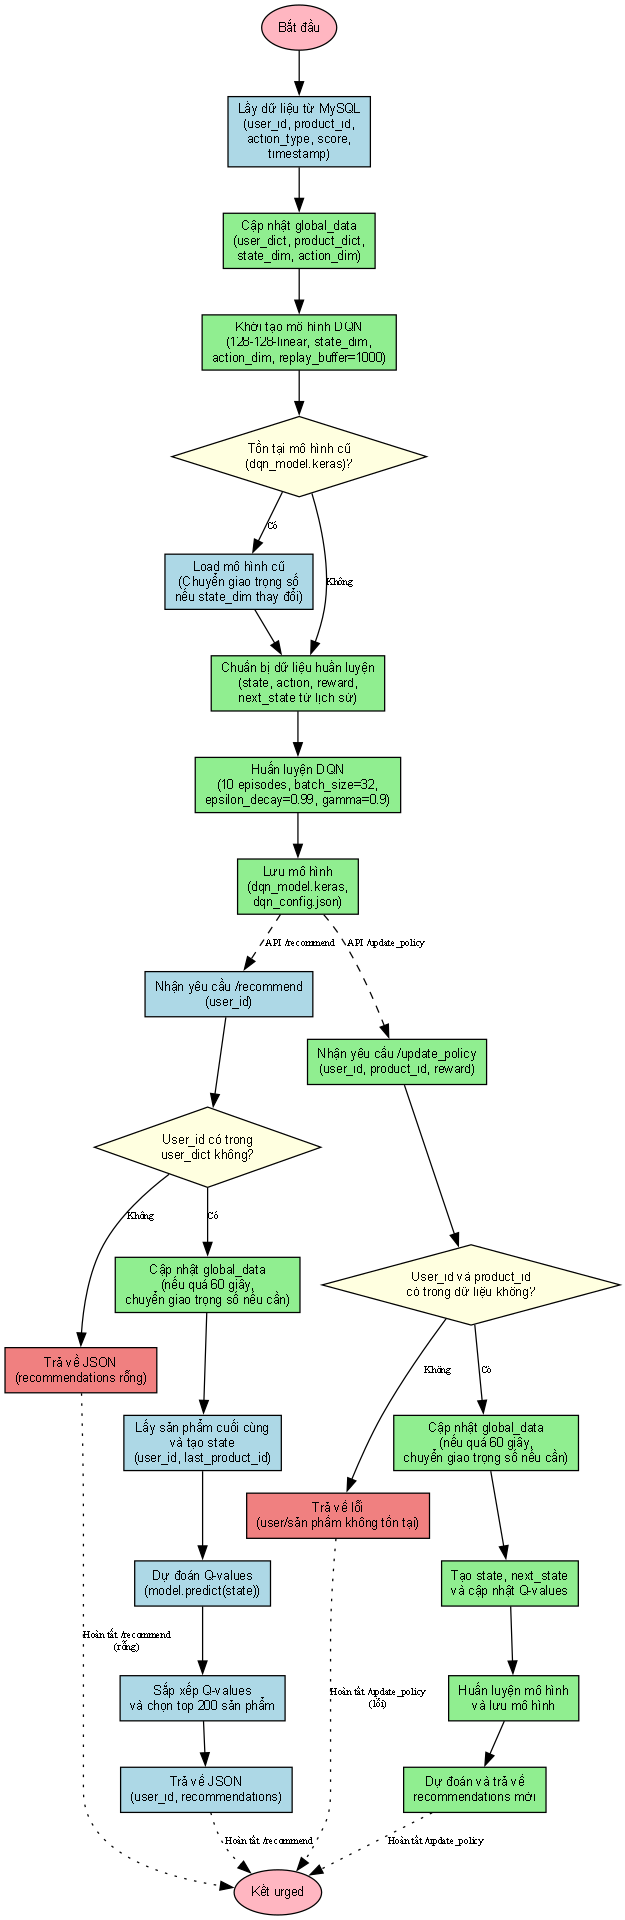 Bắt đầu
Lấy dữ liệu từ MySQL
(user_id, product_id,
action_type, score,
timestamp)
Cập nhật global_data
(user_dict, product_dict,
state_dim, action_dim)
Khởi tạo mô hình DQN
(128-128-linear, state_dim,
action_dim, replay_buffer=1000)
Tồn tại mô hình cũ
(dqn_model.keras)?
Có
Load mô hình cũ
(Chuyển giao trọng số
nếu state_dim thay đổi)
Không
Chuẩn bị dữ liệu huấn luyện
(state, action, reward,
next_state từ lịch sử)
Huấn luyện DQN
(10 episodes, batch_size=32,
epsilon_decay=0.99, gamma=0.9)
Lưu mô hình
(dqn_model.keras,
dqn_config.json)
API /recommend
API /update_policy
Nhận yêu cầu /recommend
(user_id)
Nhận yêu cầu /update_policy
(user_id, product_id, reward)
User_id có trong
user_dict không?
Không
Có
Cập nhật global_data
(nếu quá 60 giây,
chuyển giao trọng số nếu cần)
User_id và product_id
có trong dữ liệu không?
Trả về JSON
(recommendations rỗng)
Không
Có
Lấy sản phẩm cuối cùng
và tạo state
(user_id, last_product_id)
Cập nhật global_data
(nếu quá 60 giây,
chuyển giao trọng số nếu cần)
Trả về lỗi
(user/sản phẩm không tồn tại)
Dự đoán Q-values
(model.predict(state))
Tạo state, next_state
và cập nhật Q-values
Hoàn tất /recommend
(rỗng)
Sắp xếp Q-values
và chọn top 200 sản phẩm
Hoàn tất /update_policy
(lỗi)
Huấn luyện mô hình
và lưu mô hình
Trả về JSON
(user_id, recommendations)
Dự đoán và trả về
recommendations mới
Hoàn tất /recommend
Hoàn tất /update_policy
Kết urged